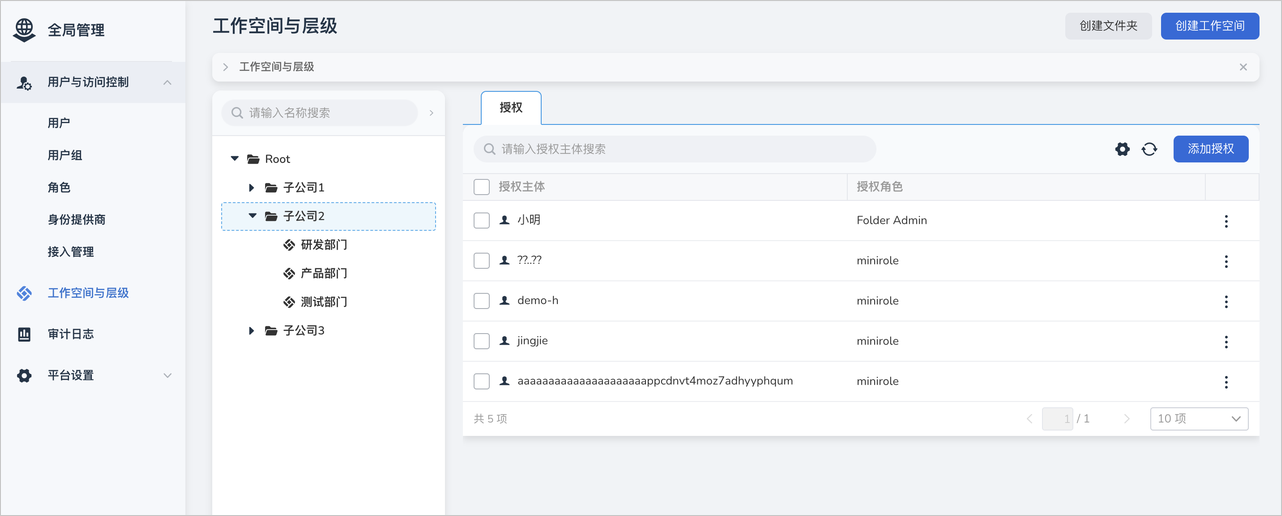 全局管理
用户与访问控制
用户
用户组
角色
身份提供商
接入管理
工作空间与层级
审计日志
平台设置
工作空间与层级
创建文件夹
创建工作空间
工作空间与层级
请输入名称搜索
Root
子公司1
子公司2
研发部门
产品部门
测试部门
子公司3
授权
请输入授权主体搜索
添加授权
授权主体 授权角色
小明 Folder Admin
??..?? minirole
demo-h minirole
jingjie minirole
aaaaaaaaaaaaaaaaaaaaappcdnvt4moz7adhyyphqum minirole
共 5 项
1 / 1
10 项